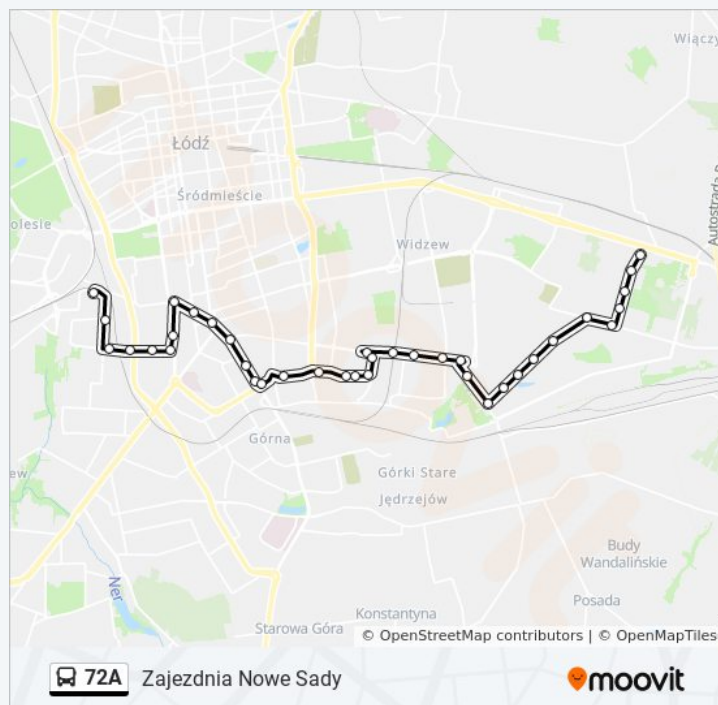 Wiączy
Łódź
Autostrada
Śródmieście
olesie
Widzew
Górna
Górki Stare
ew
Jędrzejów
Budy
Wandalińskie
Ner
Posada
Konstantyna
Starowa Góra
© OpenStreetMap contributors | © OpenMapTiles
72A Zajezdnia Nowe Sady moovit